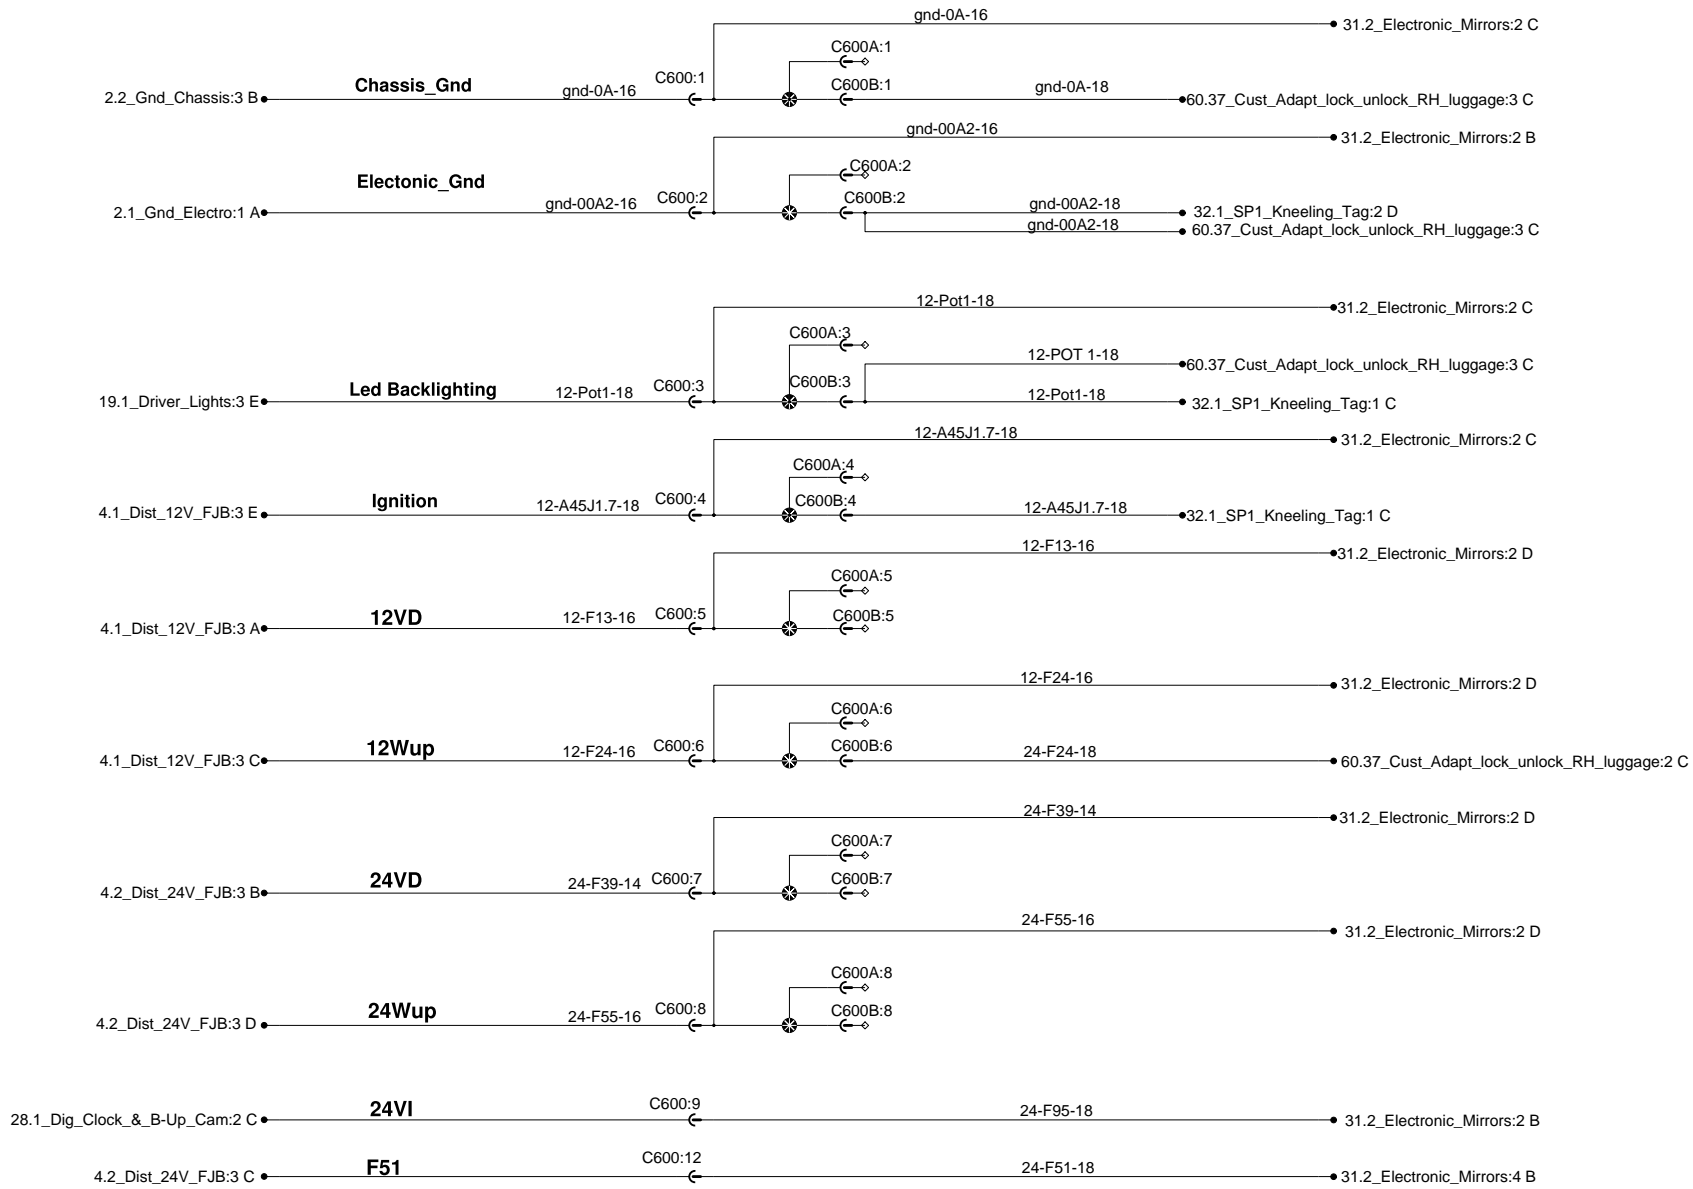 gnd-0A-16
31.2_Electronic_Mirrors:2 C
C600A:1
Chassis_Gnd
C600:1
2.2_Gnd_Chassis:3 B
gnd-0A-16
C600B:1
gnd-0A-18
60.37_Cust_Adapt_lock_unlock_RH_luggage:3 C
gnd-00A2-16
31.2_Electronic_Mirrors:2 B
C600A:2
Electonic_Gnd
2.1_Gnd_Electro:1 A
gnd-00A2-16
C600:2
C600B:2
gnd-00A2-18
32.1_SP1_Kneeling_Tag:2 D
gnd-00A2-18
60.37_Cust_Adapt_lock_unlock_RH_luggage:3 C
12-Pot1-18
31.2_Electronic_Mirrors:2 C
C600A:3
12-POT 1-18
60.37_Cust_Adapt_lock_unlock_RH_luggage:3 C
19.1_Driver_Lights:3 E
Led Backlighting
12-Pot1-18
C600:3
C600B:3
12-Pot1-18
32.1_SP1_Kneeling_Tag:1 C
12-A45J1.7-18
31.2_Electronic_Mirrors:2 C
C600A:4
4.1_Dist_12V_FJB:3 E
Ignition
12-A45J1.7-18
C600:4
C600B:4
12-A45J1.7-18
32.1_SP1_Kneeling_Tag:1 C
12-F13-16
31.2_Electronic_Mirrors:2 D
C600A:5
4.1_Dist_12V_FJB:3 A
12VD
12-F13-16
C600:5
C600B:5
12-F24-16
31.2_Electronic_Mirrors:2 D
C600A:6
4.1_Dist_12V_FJB:3 C
12Wup
12-F24-16
C600:6
C600B:6
24-F24-18
60.37_Cust_Adapt_lock_unlock_RH_luggage:2 C
24-F39-14
31.2_Electronic_Mirrors:2 D
C600A:7
4.2_Dist_24V_FJB:3 B
24VD
24-F39-14
C600:7
C600B:7
24-F55-16
31.2_Electronic_Mirrors:2 D
C600A:8
4.2_Dist_24V_FJB:3 D
24Wup
24-F55-16
C600:8
C600B:8
28.1_Dig_Clock_&_B-Up_Cam:2 C
24VI
C600:9
24-F95-18
31.2_Electronic_Mirrors:2 B
4.2_Dist_24V_FJB:3 C
F51
C600:12
24-F51-18
31.2_Electronic_Mirrors:4 B